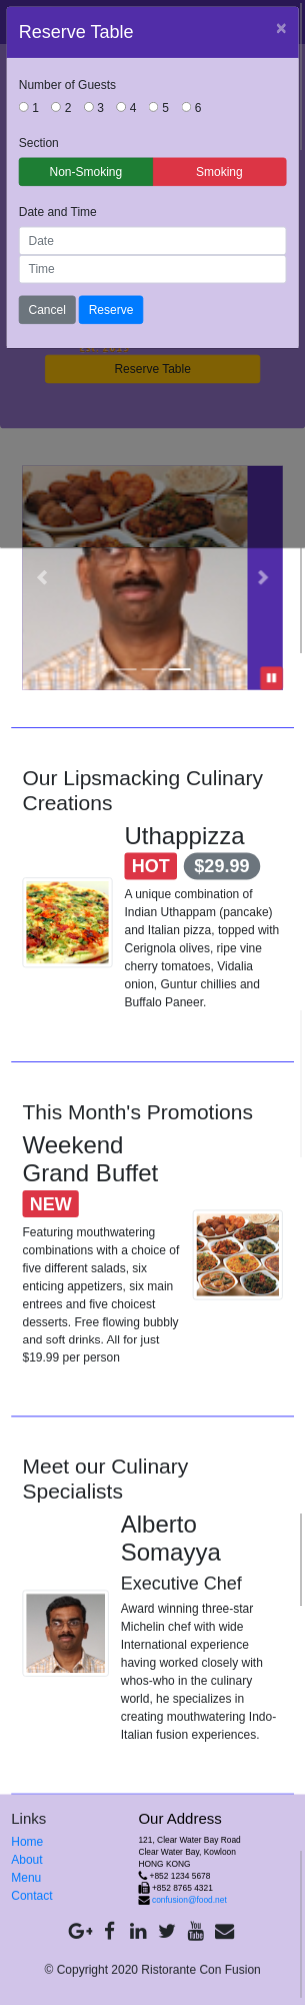 Reserve Table
×
Number of Guests
1 2 3 4 5 6
Section
Non-Smoking Smoking
Date and Time
Date
Time
Cancel Reserve
Reserve Table
Our Lipsmacking Culinary
Creations
Uthappizza
HOT $29.99
A unique combination of
Indian Uthappam (pancake)
and Italian pizza, topped with
Cerignola olives, ripe vine
cherry tomatoes, Vidalia
onion, Guntur chillies and
Buffalo Paneer.
This Month's Promotions
Weekend
Grand Buffet
NEW
Featuring mouthwatering
combinations with a choice of
five different salads, six
enticing appetizers, six main
entrees and five choicest
desserts. Free flowing bubbly
and soft drinks. All for just
$19.99 per person
Meet our Culinary
Specialists
Alberto
Somayya
Executive Chef
Award winning three-star
Michelin chef with wide
International experience
having worked closely with
whos-who in the culinary
world, he specializes in
creating mouthwatering Indo-
Italian fusion experiences.
Links
Home
About
Menu
Contact
Our Address
121, Clear Water Bay Road
Clear Water Bay, Kowloon
HONG KONG
+852 1234 5678
+852 8765 4321
confusion@food.net
© Copyright 2020 Ristorante Con Fusion